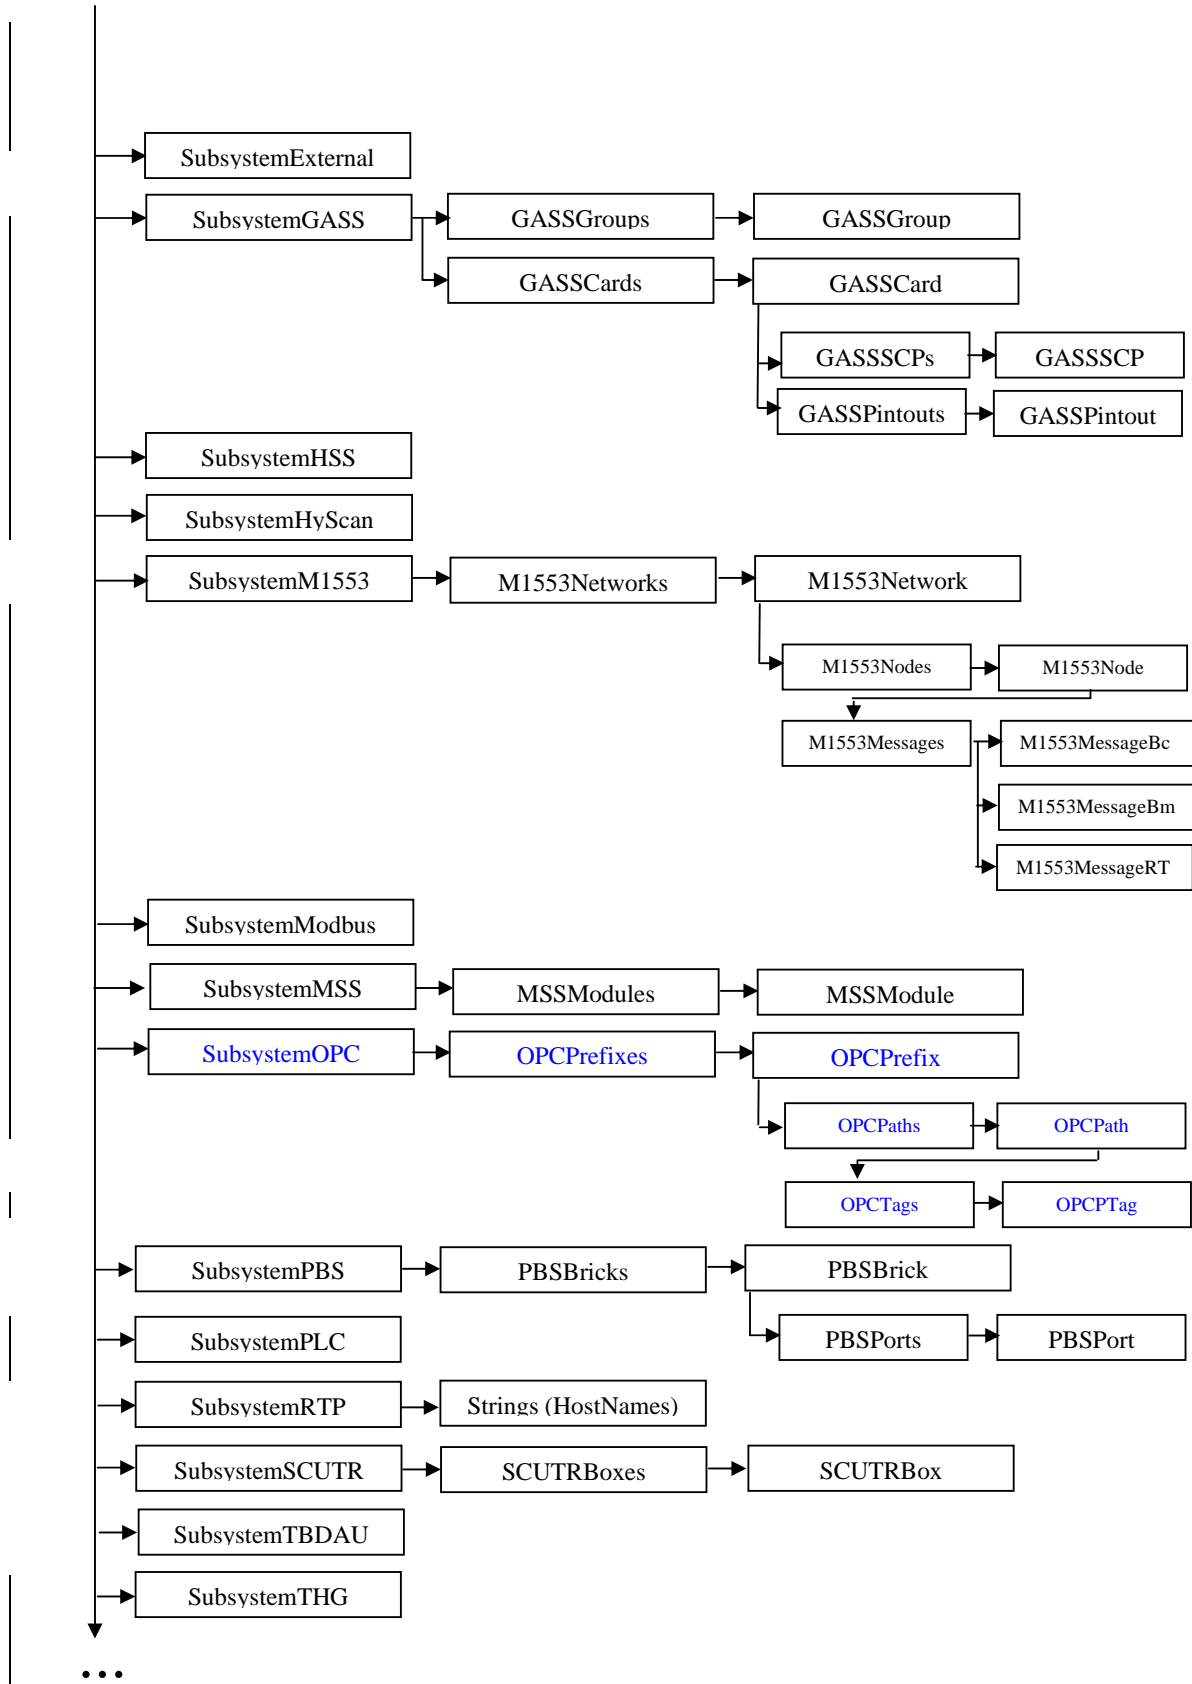 SubsystemExternal
SubsystemGASS GASSGroups GASSGroup
GASSCards GASSCard
GASSSCPs GASSSCP
GASSPintouts GASSPintout
SubsystemHSS
SubsystemHyScan
SubsystemM1553 M1553Networks M1553Network
M1553Nodes M1553Node
M1553Messages M1553MessageBc
M1553MessageBm
M1553MessageRT
SubsystemModbus
SubsystemMSS MSSModules MSSModule
SubsystemOPC OPCPrefixes OPCPrefix
OPCPaths OPCPath
OPCTags OPCPTag
SubsystemPBS PBSBricks PBSBrick
SubsystemPLC PBSPorts PBSPort
SubsystemRTP Strings (HostNames)
SubsystemSCUTR SCUTRBoxes SCUTRBox
SubsystemTBDAU
SubsystemTHG
...